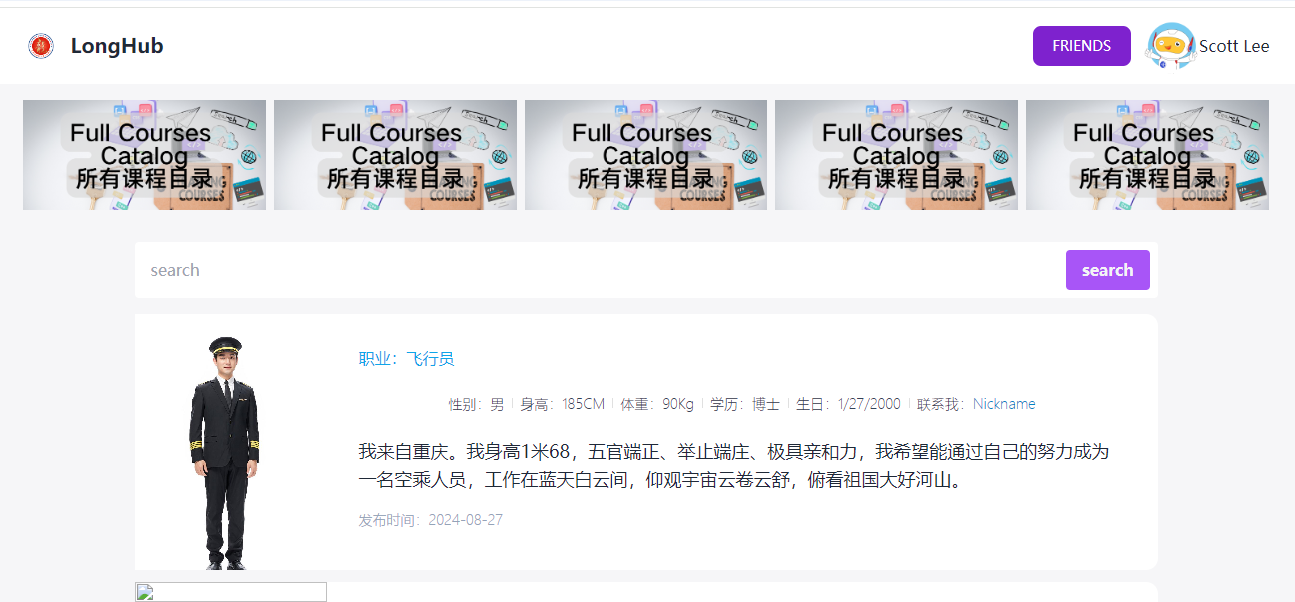 LongHub
FRIENDS
Scott Lee
Full Courses
Catalog
所有课程目录
COURSES
Full Courses
Catalog
所有课程目录
COURSES
Full Courses
Catalog
所有课程目录
COURSES
Full Courses
Catalog
所有课程目录
COURSES
Full Courses
Catalog
所有课程目录
COURSES
search
search
职业：飞行员
性别：男 身高：185CM 体重：90Kg 学历：博士 生日：1/27/2000 联系我：Nickname
我来自重庆。我身高1米68，五官端正、举止端庄、极具亲和力，我希望能通过自己的努力成为
一名空乘人员，工作在蓝天白云间，仰观宇宙云卷云舒，俯看祖国大好河山。
发布时间：2024-08-27